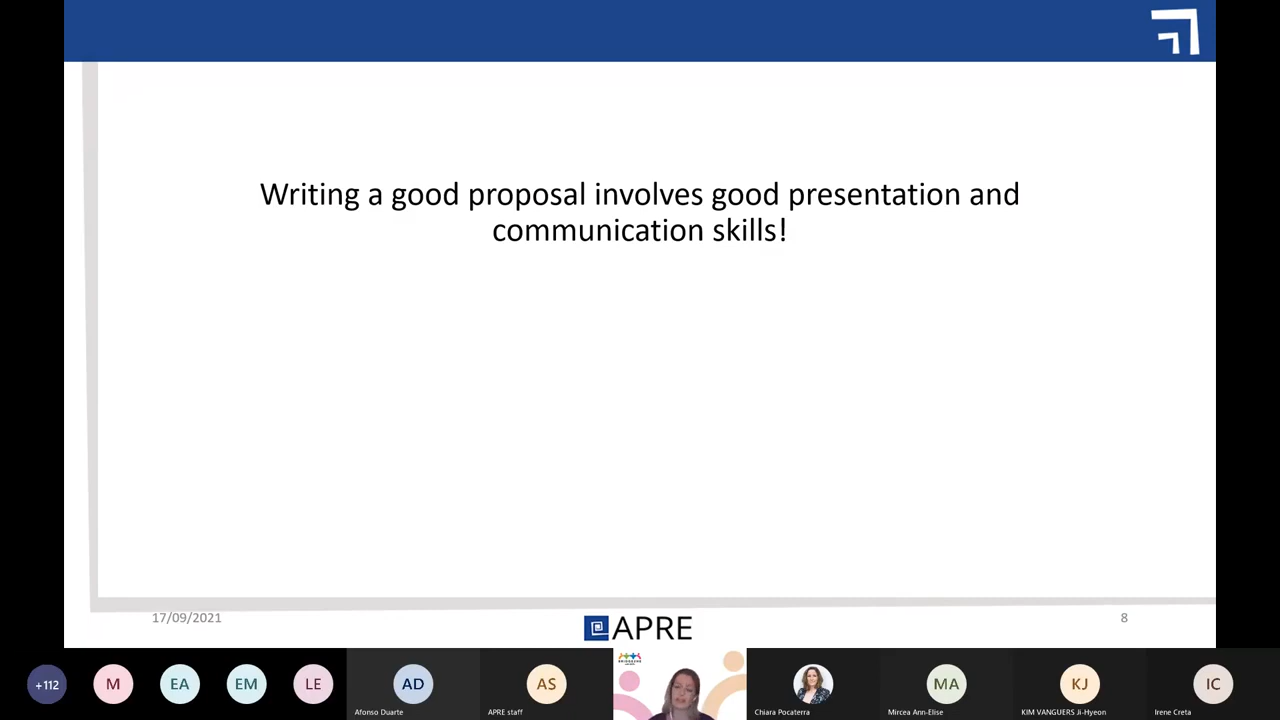 Writing a good proposal involves good presentation and
communication skills!
17/09/2021
APRE
8
+112
M
EA
EM
LE
AD
Afonso Duarte
AS
APRE staff
Chiara Pocaterra
MA
Mircea Ann-Elise
KJ
KIM VANGUERS Ji-Hyeon
IC
Irene Creta